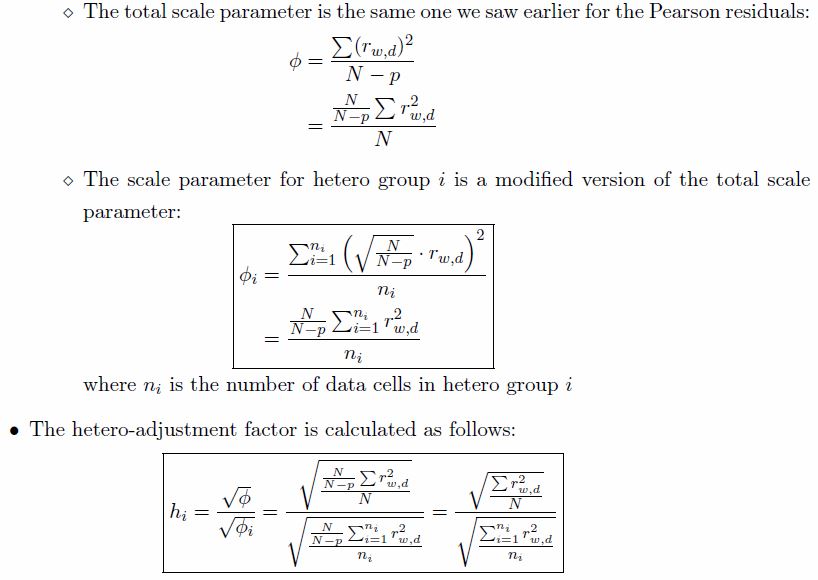 ⋄ The total scale parameter is the same one we saw earlier for the Pearson residuals:
ϕ = \frac{\sum (r_{w,d})^2}{N - p}
= \frac{\frac{N}{N-p} \sum r_{w,d}^2}{N}
⋄ The scale parameter for hetero group i is a modified version of the total scale
parameter:
ϕ_i = \frac{\sum_{i=1}^{n_i} \left( \sqrt{\frac{N}{N-p}} \cdot r_{w,d} \right)^2}{n_i}
= \frac{\frac{N}{N-p} \sum_{i=1}^{n_i} r_{w,d}^2}{n_i}
where n_i is the number of data cells in hetero group i
• The hetero-adjustment factor is calculated as follows:
h_i = \frac{\sqrt{ϕ}}{\sqrt{ϕ_i}} = \frac{\sqrt{\frac{\frac{N}{N-p} \sum r_{w,d}^2}{N}}}{\sqrt{\frac{\frac{N}{N-p} \sum_{i=1}^{n_i} r_{w,d}^2}{n_i}}} = \frac{\sqrt{\frac{\sum r_{w,d}^2}{N}}}{\sqrt{\frac{\sum_{i=1}^{n_i} r_{w,d}^2}{n_i}}}